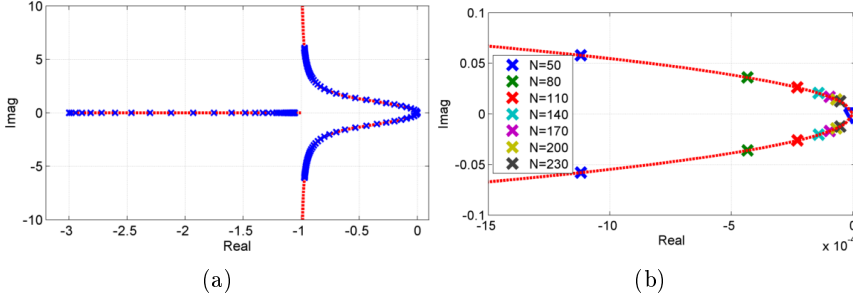 10
5
0
-5
-10
Imag
-3
-2.5
-2
-1.5
-1
-0.5
0
Real
(a)
0.1
0.05
0
-0.05
-0.1
Imag
N=50
N=80
N=110
N=140
N=170
N=200
N=230
-15
-10
-5
0
Real
x 10⁻⁴
(b)